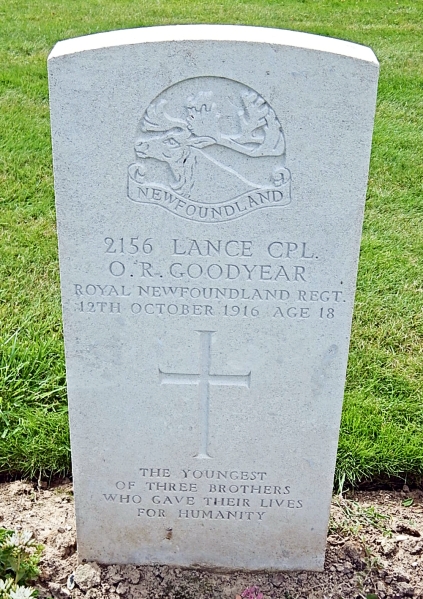 NEWFOUNDLAND
2156 LANCE CPL.
O. R. GOODYEAR
ROYAL NEWFOUNDLAND REGT.
12TH OCTOBER 1916 AGE 18
THE YOUNGEST
OF THREE BROTHERS
WHO GAVE THEIR LIVES
FOR HUMANITY